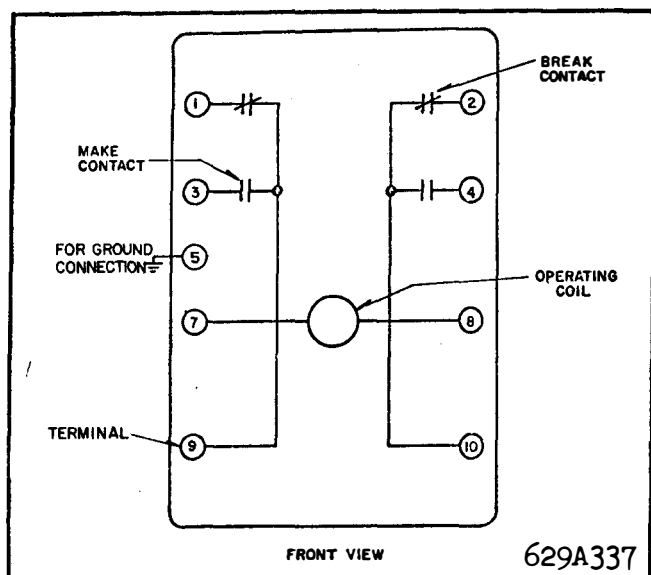 BREAK
CONTACT
1
2
MAKE
CONTACT
3
4
FOR GROUND
CONNECTION
5
OPERATING
COIL
7
8
TERMINAL
9
10
FRONT VIEW
629A337